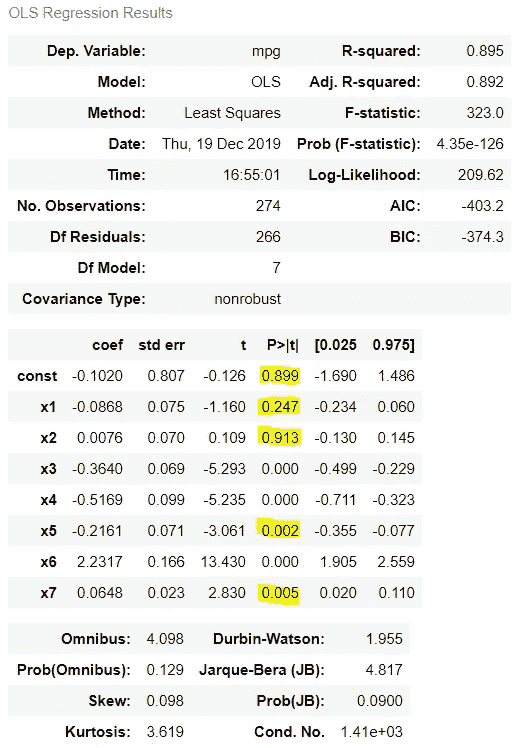 OLS Regression Results
Dep. Variable: mpg R-squared: 0.895
Model: OLS Adj. R-squared: 0.892
Method: Least Squares F-statistic: 323.0
Date: Thu, 19 Dec 2019 Prob (F-statistic): 4.35e-126
Time: 16:55:01 Log-Likelihood: 209.62
No. Observations: 274 AIC: -403.2
Df Residuals: 266 BIC: -374.3
Df Model: 7
Covariance Type: nonrobust
coef std err t P>|t| [0.025 0.975]
const -0.1020 0.807 -0.126 0.899 -1.690 1.486
x1 -0.0868 0.075 -1.160 0.247 -0.234 0.060
x2 0.0076 0.070 0.109 0.913 -0.130 0.145
x3 -0.3640 0.069 -5.293 0.000 -0.499 -0.229
x4 -0.5169 0.099 -5.235 0.000 -0.711 -0.323
x5 -0.2161 0.071 -3.061 0.002 -0.355 -0.077
x6 2.2317 0.166 13.430 0.000 1.905 2.559
x7 0.0648 0.023 2.830 0.005 0.020 0.110
Omnibus: 4.098 Durbin-Watson: 1.955
Prob(Omnibus): 0.129 Jarque-Bera (JB): 4.817
Skew: 0.098 Prob(JB): 0.0900
Kurtosis: 3.619 Cond. No. 1.41e+03